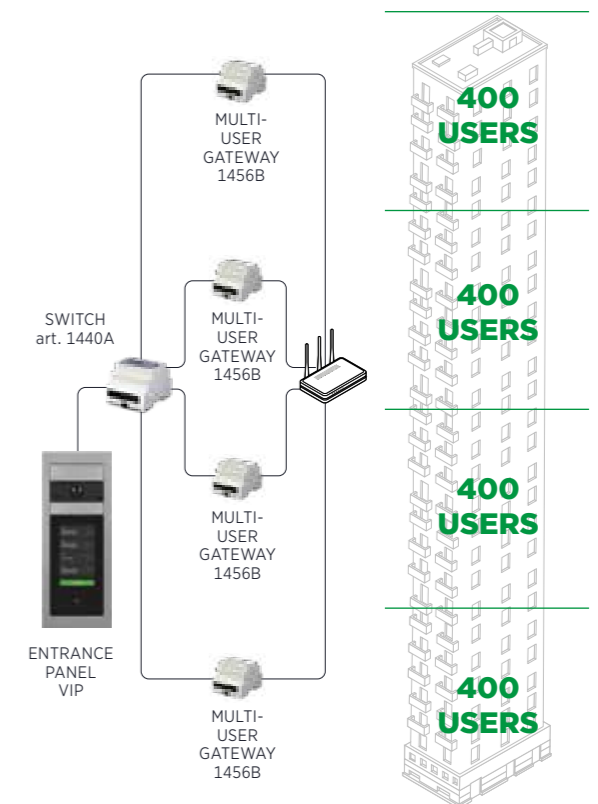 MULTI-
USER
GATEWAY
1456B
MULTI-
USER
GATEWAY
1456B
SWITCH
art. 1440A
MULTI-
USER
GATEWAY
1456B
ENTRANCE
PANEL
VIP
MULTI-
USER
GATEWAY
1456B
400
USERS
400
USERS
400
USERS
400
USERS